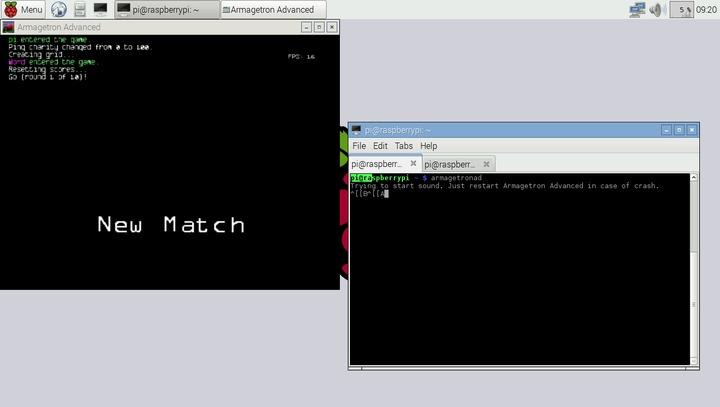 Menu
pi@raspberrypi: ~
Armagetron Advanced
5 %
09:20
Armagetron Advanced
pi entered the game.
Ping charity changed from 0 to 100.
Creating grid...
FPS: 16
Word entered the game.
Resetting scores...
Go (round 1 of 10)!
New Match
pi@raspberrypi: ~
File Edit Tabs Help
pi@raspberr...
pi@raspberr...
pi@raspberrypi ~ $ armagetronad
Trying to start sound. Just restart Armagetron Advanced in case of crash.
^[[B^[[A